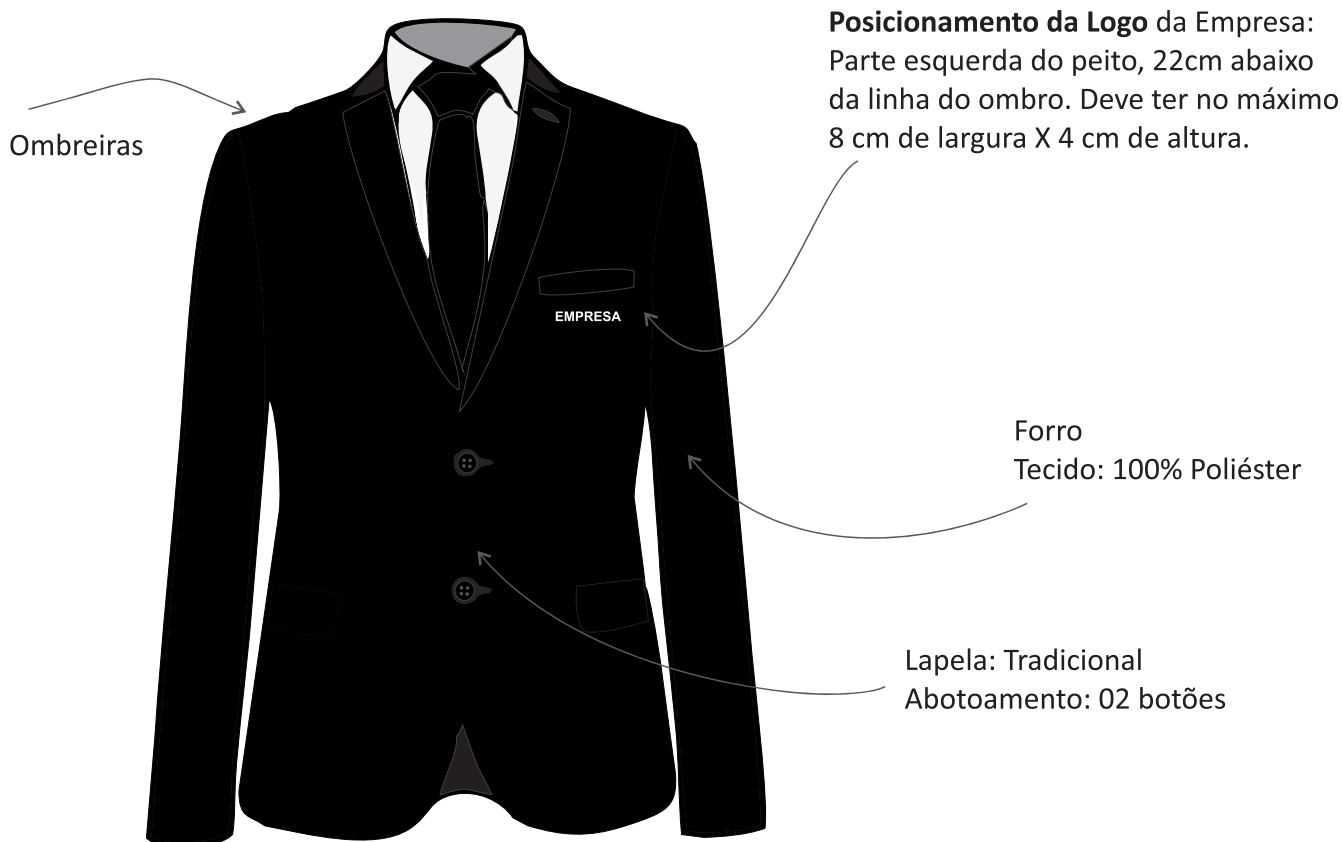 Posicionamento da Logo da Empresa:
Parte esquerda do peito, 22cm abaixo
da linha do ombro. Deve ter no máximo
8 cm de largura X 4 cm de altura.
Ombreiras
EMPRESA
Forro
Tecido: 100% Poliéster
Lapela: Tradicional
Abotoamento: 02 botões